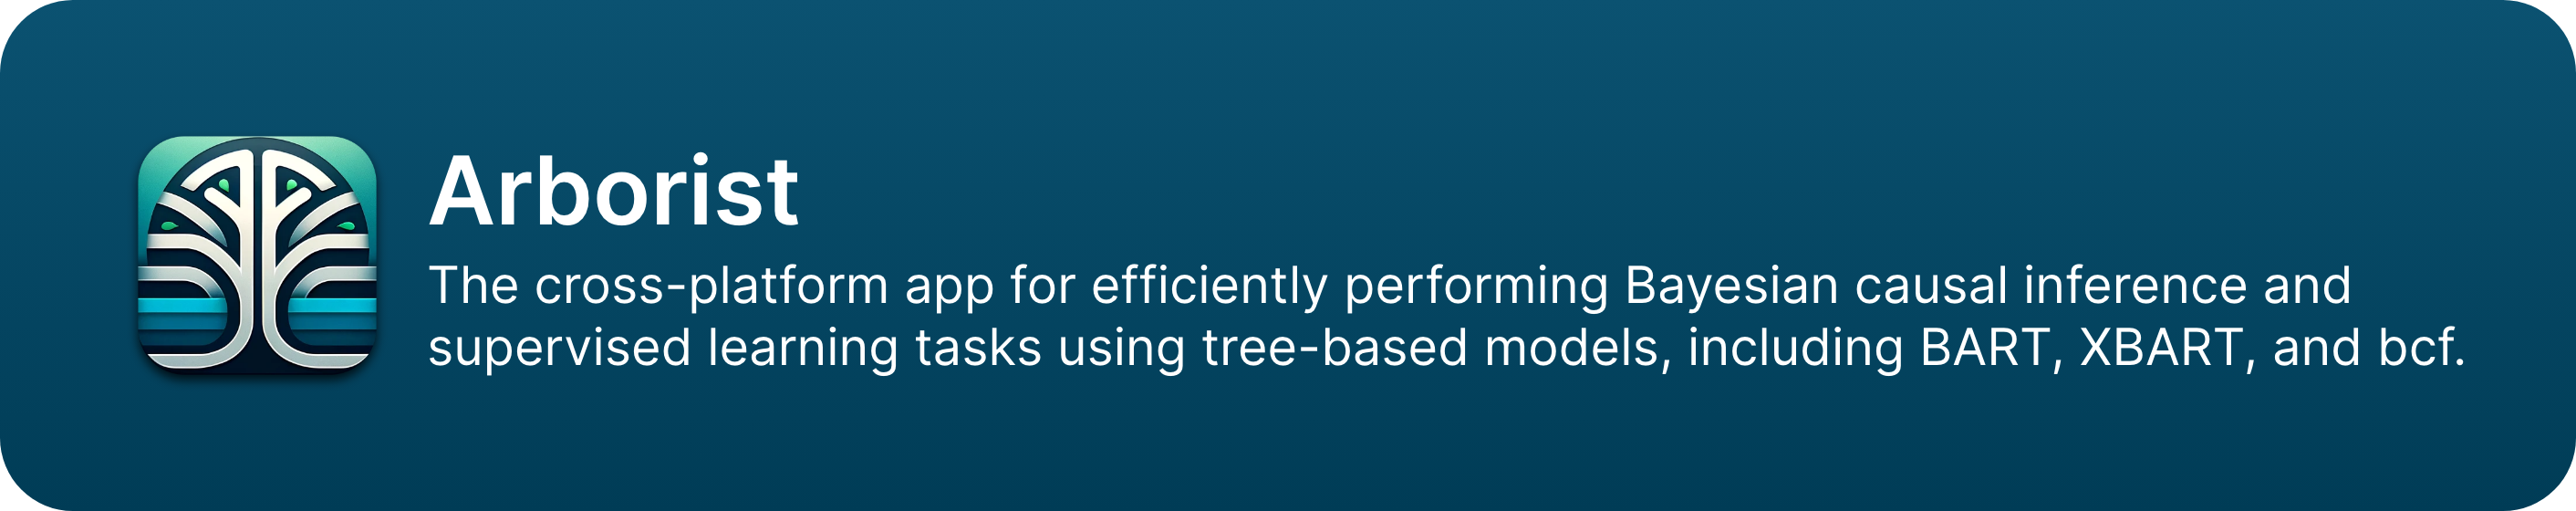 Arborist
The cross-platform app for efficiently performing Bayesian causal inference and
supervised learning tasks using tree-based models, including BART, XBART, and bcf.